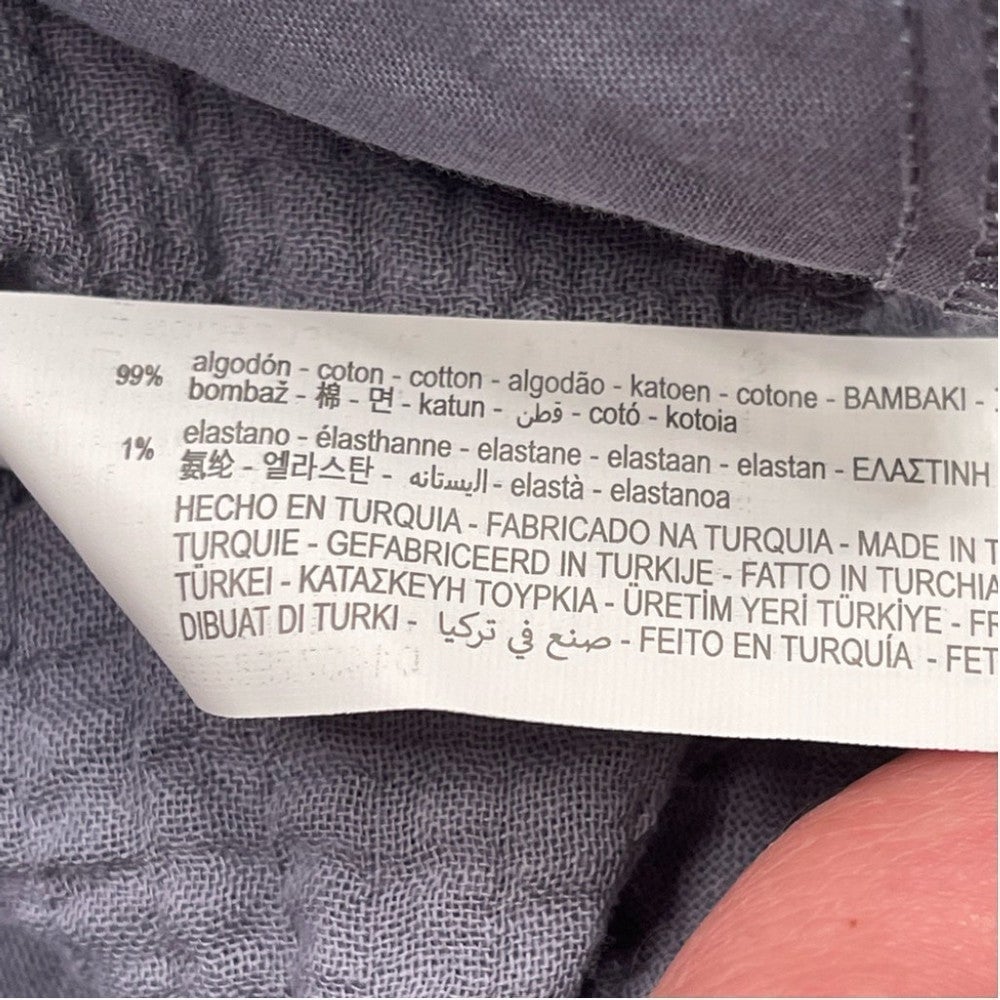 99% algodón - coton - cotton - algodão - katoen - cotone - BAMBAKI -
bombaž - 棉 - 면 - katun - قطن - cotó - kotoia
1% elastano - élasthanne - elastane - elastaan - elastan - ΕΛΑΣΤΙΝΗ
氨纶 - 엘라스탄 - اليستانه - elastà - elastanoa
HECHO EN TURQUIA - FABRICADO NA TURQUIA - MADE IN T
TURQUIE - GEFABRICEERD IN TURKIJE - FATTO IN TURCHIA
TÜRKEI - ΚΑΤΑΣΚΕΥΗ ΤΟΥΡΚΙΑ - ÜRETİM YERİ TÜRKİYE - FR
DIBUAT DI TURKI - صنع في تركيا - FEITO EN TURQUÍA - FET